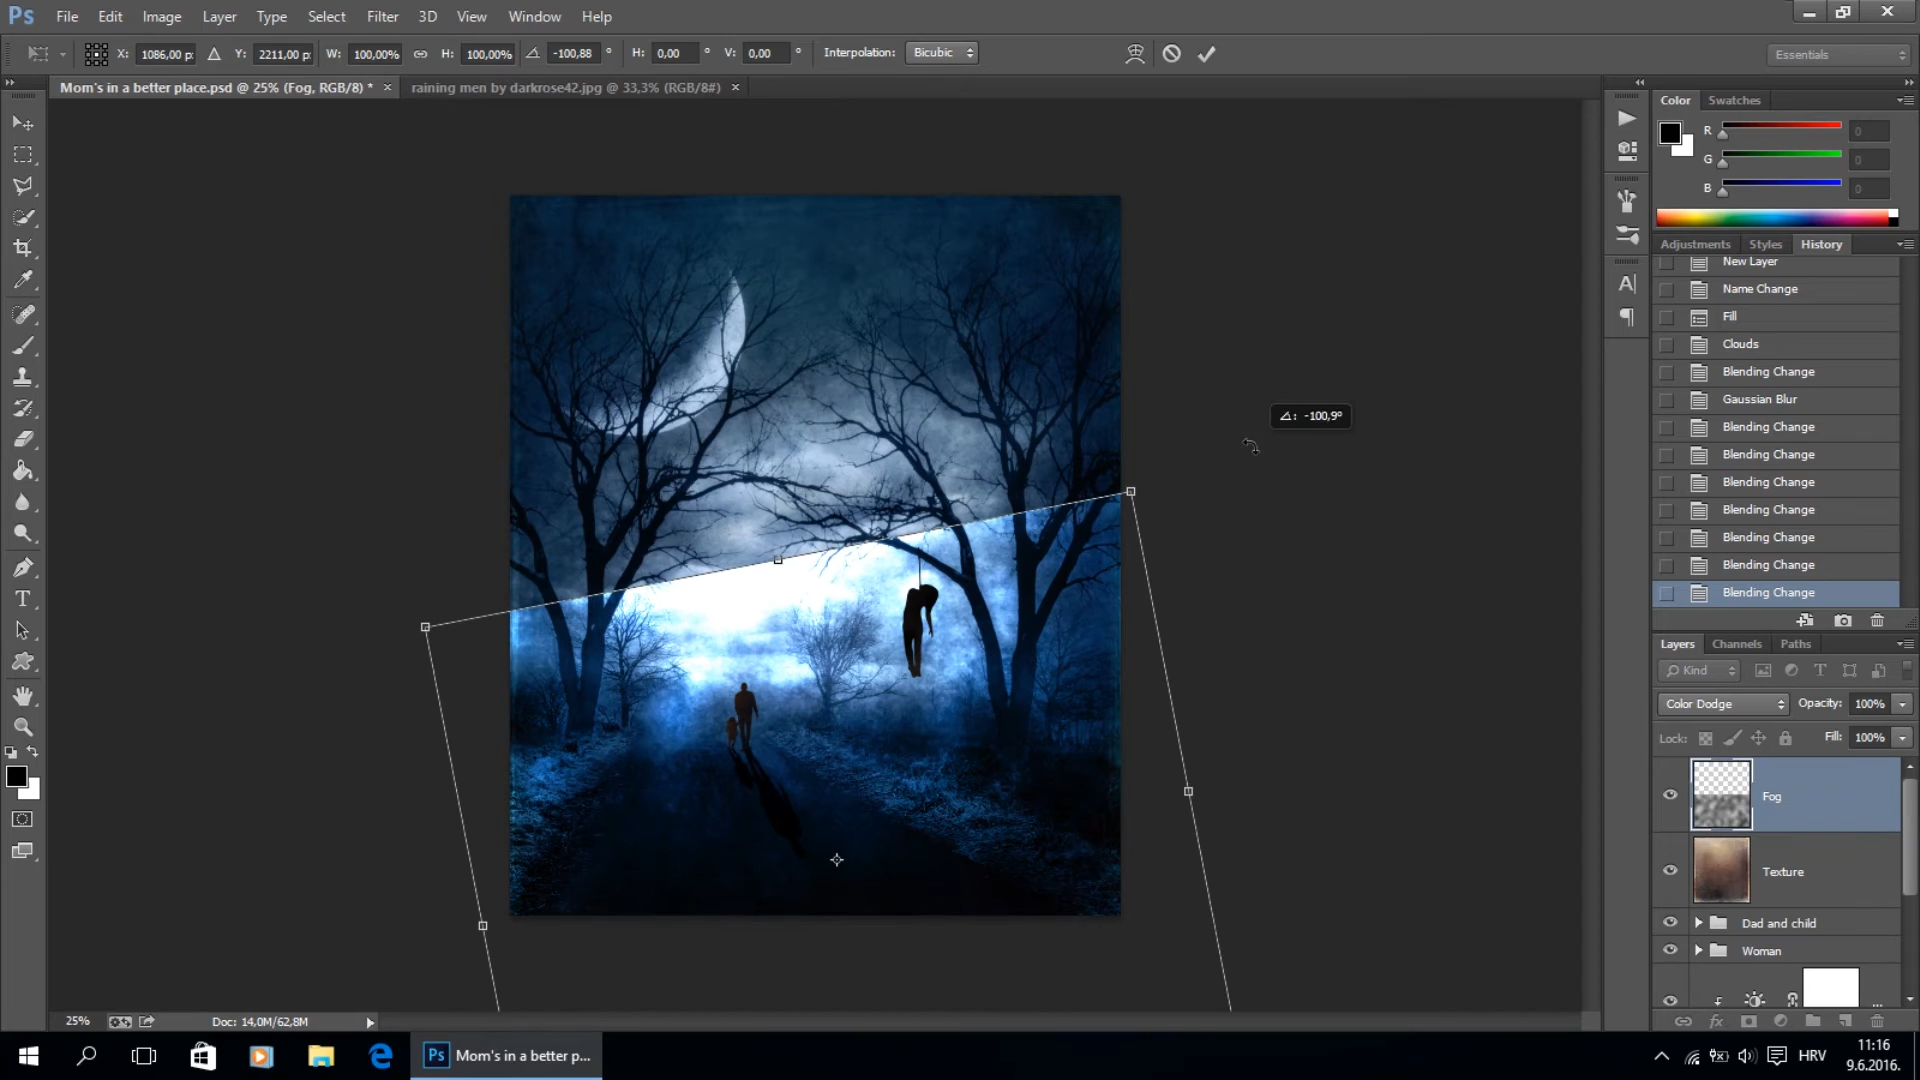 Ps File Edit Image Layer Type Select Filter 3D View Window Help
X: 1086,00 p: Y: 2211,00 p: W: 100,00% H: 100,00% -100,88 ° H: 0,00 ° V: 0,00 ° Interpolation: Bicubic Essentials
Mom's in a better place.psd @ 25% (Fog, RGB/8) * × raining men by darkrose42.jpg @ 33,3% (RGB/8#) ×
Color Swatches
R 0
G 0
B 0
Adjustments Styles History
New Layer
Name Change
Fill
Clouds
Blending Change
Gaussian Blur
Blending Change
Blending Change
Blending Change
Blending Change
Blending Change
Blending Change
Blending Change
: -100,9°
Layers Channels Paths
Kind
Color Dodge Opacity: 100%
Lock: Fill: 100%
Fog
Texture
Dad and child
Woman
...
25% Doc: 14,0M/62,8M
Ps Mom's in a better p...
HRV
11:16
9.6.2016.